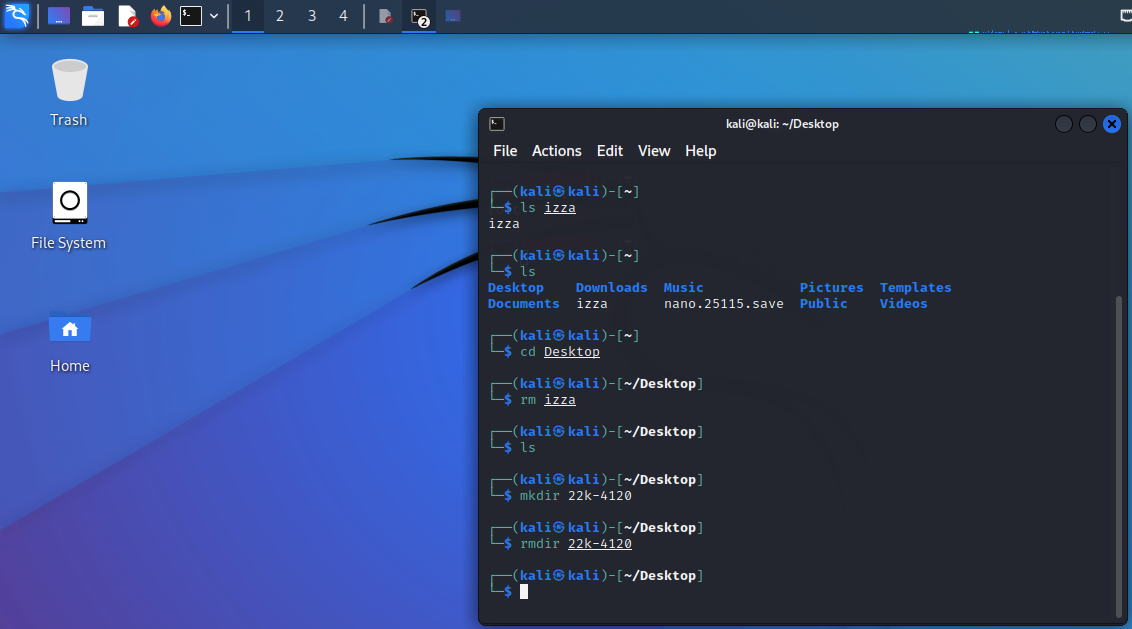 1 2 3 4
2
Trash
File System
Home
kali@kali: ~/Desktop
File Actions Edit View Help
┌──(kali㉿kali)-[~]
└─$ ls izza
izza
┌──(kali㉿kali)-[~]
└─$ ls
Desktop Downloads Music Pictures Templates
Documents izza nano.25115.save Public Videos
┌──(kali㉿kali)-[~]
└─$ cd Desktop
┌──(kali㉿kali)-[~/Desktop]
└─$ rm izza
┌──(kali㉿kali)-[~/Desktop]
└─$ ls
┌──(kali㉿kali)-[~/Desktop]
└─$ mkdir 22k-4120
┌──(kali㉿kali)-[~/Desktop]
└─$ rmdir 22k-4120
┌──(kali㉿kali)-[~/Desktop]
└─$